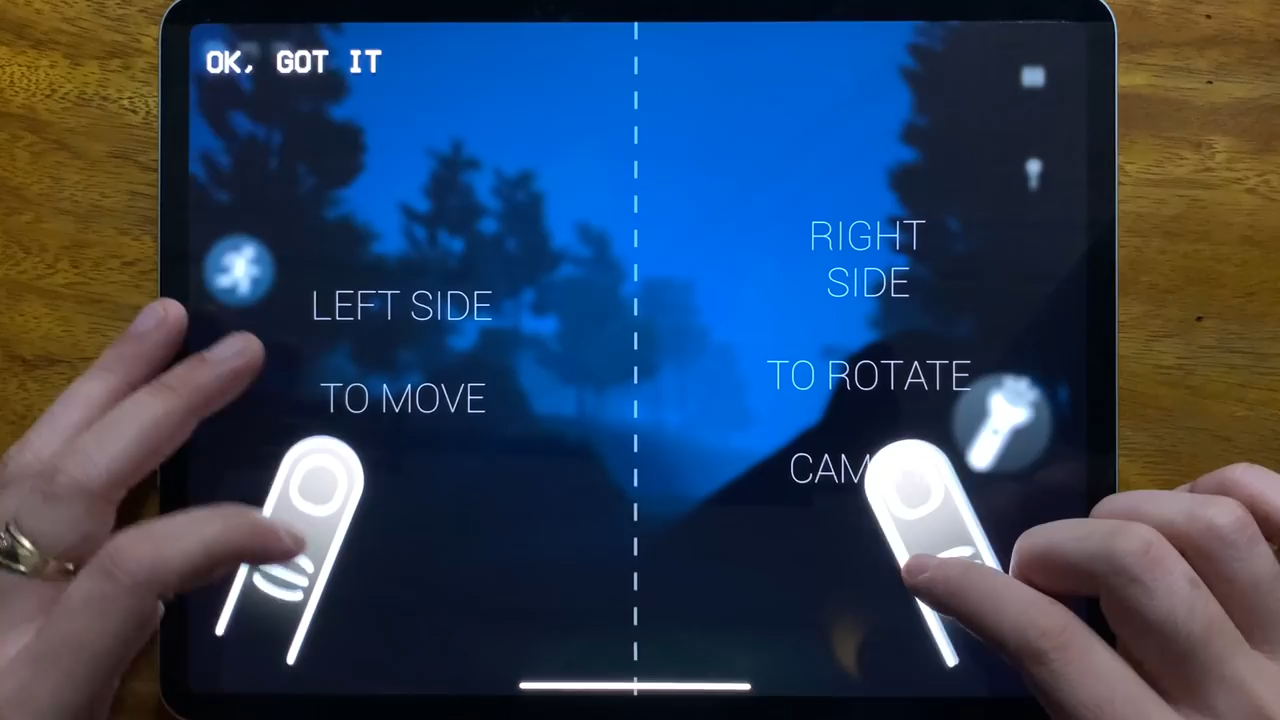 OK, GOT IT
LEFT SIDE
TO MOVE
RIGHT
SIDE
TO ROTATE